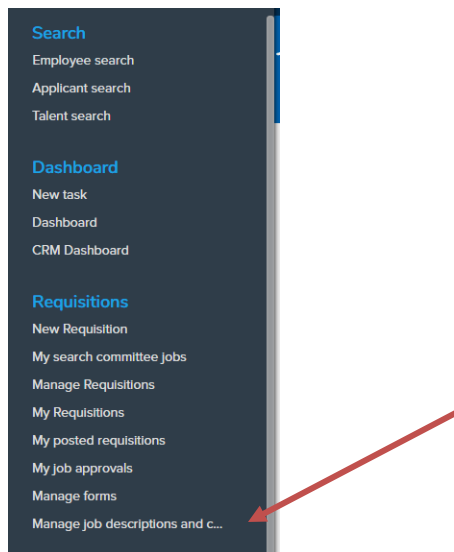 Search
Employee search
Applicant search
Talent search
Dashboard
New task
Dashboard
CRM Dashboard
Requisitions
New Requisition
My search committee jobs
Manage Requisitions
My Requisitions
My posted requisitions
My job approvals
Manage forms
Manage job descriptions and c...